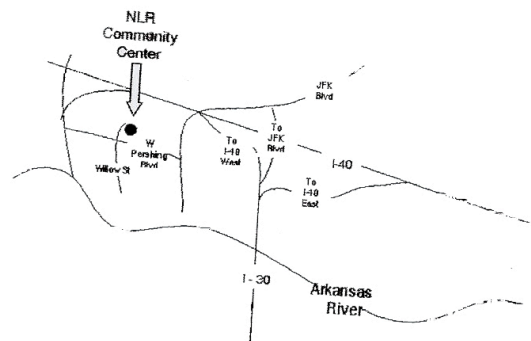 NLR
Community
Center
JFK
Blvd
To
JFK
Blvd
W
Pershing
Blvd
To
I-40
West
I-40
Willow St
To
I-40
East
I - 30
Arkansas
River